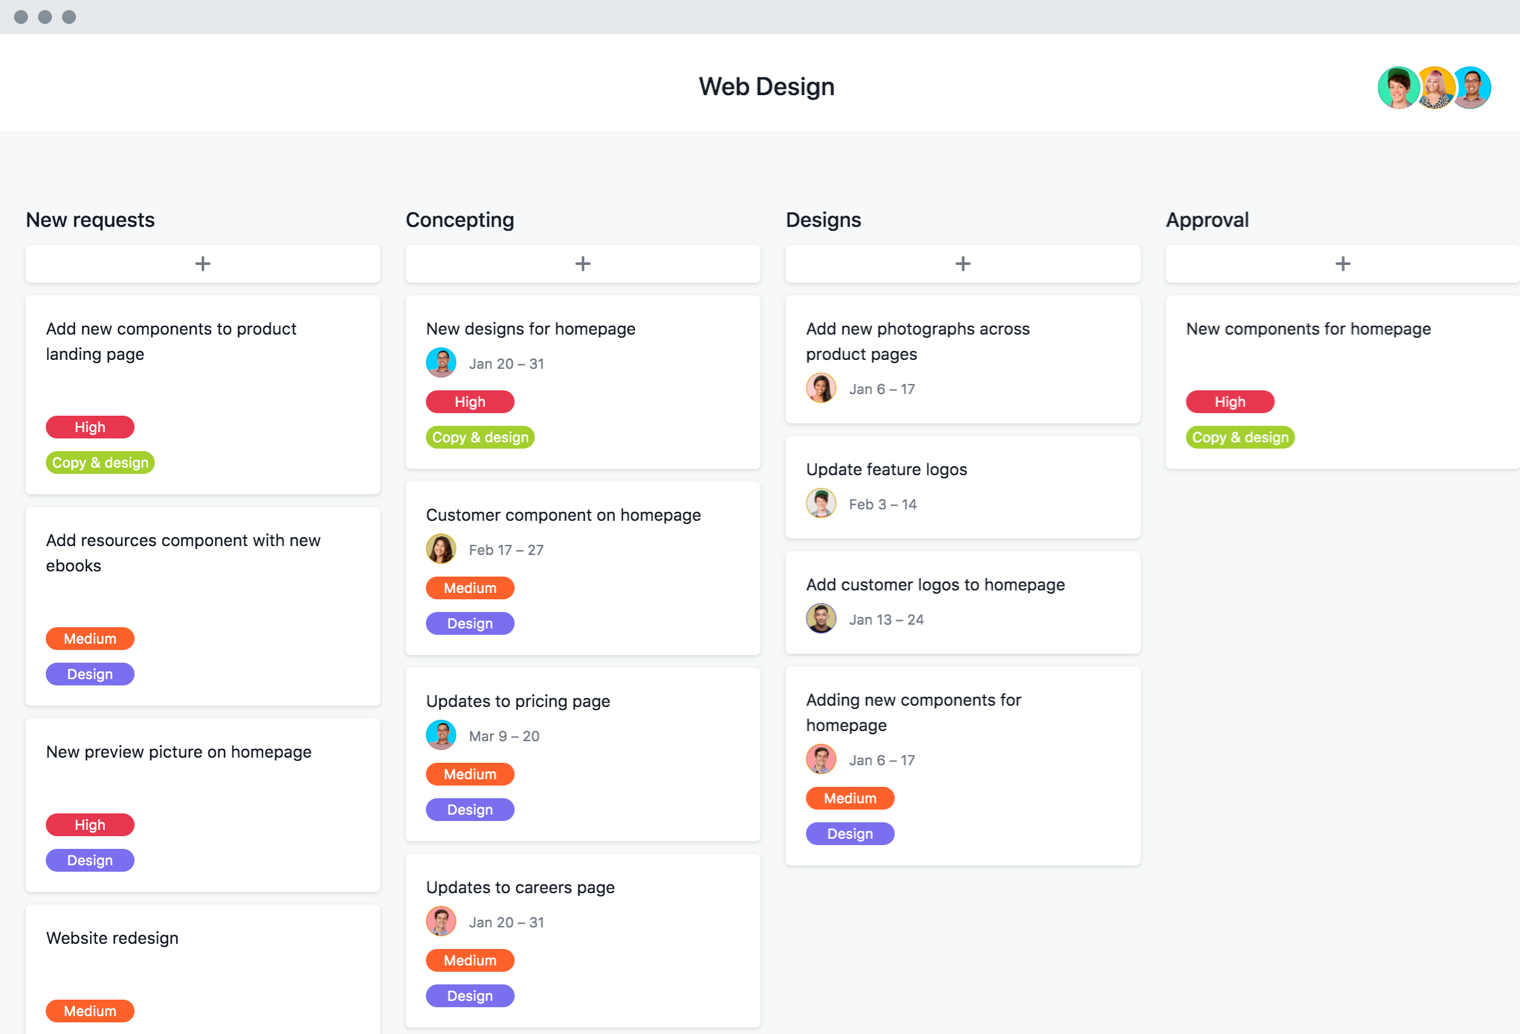 Web Design
New requests
Add new components to product
landing page
High
Copy & design
Add resources component with new
ebooks
Medium
Design
New preview picture on homepage
High
Design
Website redesign
Medium
Concepting
New designs for homepage
Jan 20 – 31
High
Copy & design
Customer component on homepage
Feb 17 – 27
Medium
Design
Updates to pricing page
Mar 9 – 20
Medium
Design
Updates to careers page
Jan 20 – 31
Medium
Design
Designs
Add new photographs across
product pages
Jan 6 – 17
Update feature logos
Feb 3 – 14
Add customer logos to homepage
Jan 13 – 24
Adding new components for
homepage
Jan 6 – 17
Medium
Design
Approval
New components for homepage
High
Copy & design